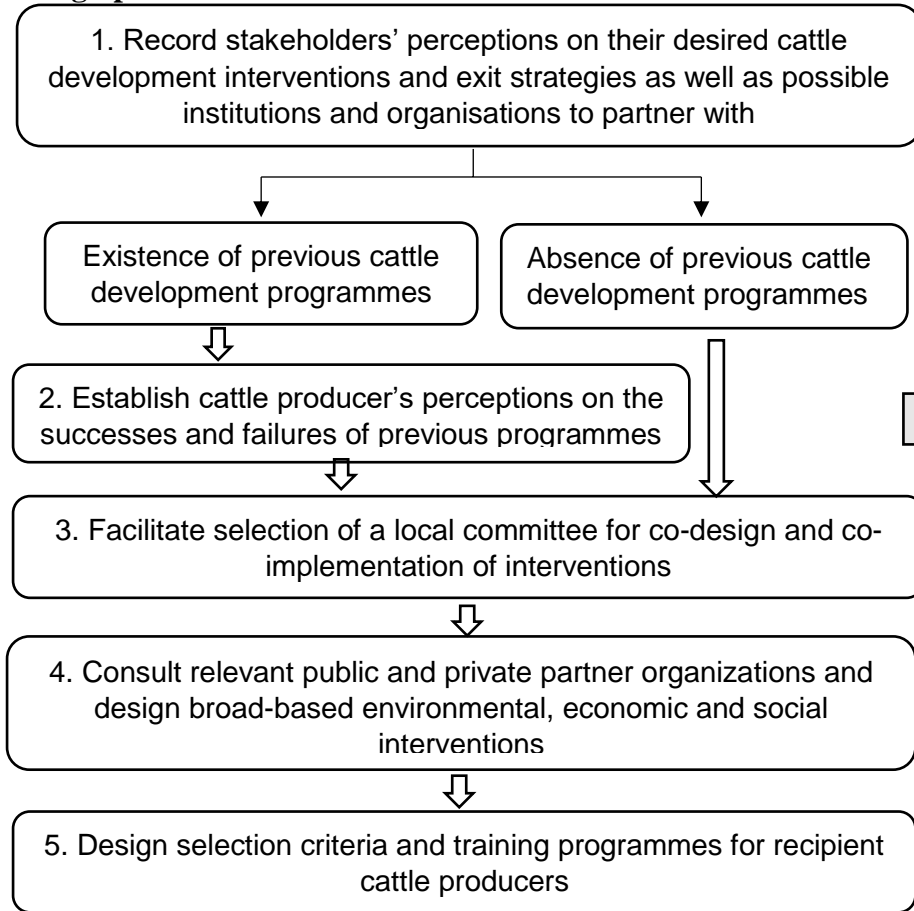 1. Record stakeholders’ perceptions on their desired cattle
development interventions and exit strategies as well as possible
institutions and organisations to partner with
Existence of previous cattle
development programmes
Absence of previous cattle
development programmes
2. Establish cattle producer’s perceptions on the
successes and failures of previous programmes
3. Facilitate selection of a local committee for co-design and co-
implementation of interventions
4. Consult relevant public and private partner organizations and
design broad-based environmental, economic and social
interventions
5. Design selection criteria and training programmes for recipient
cattle producers